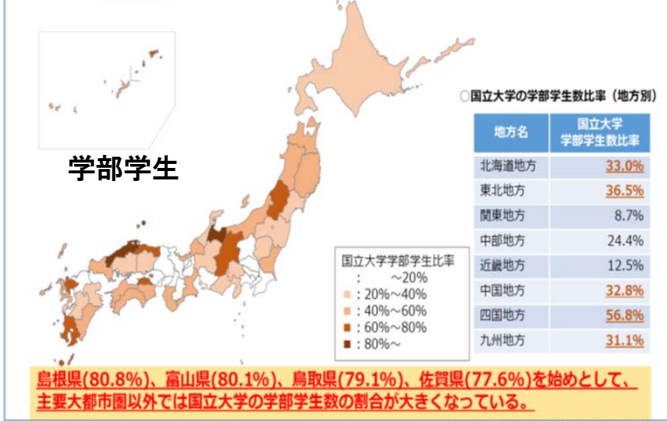 学部学生
○国立大学の学部学生数比率（地方別）
地方名
国立大学
学部学生数比率
北海道地方 33.0%
東北地方 36.5%
関東地方 8.7%
中部地方 24.4%
近畿地方 12.5%
中国地方 32.8%
四国地方 56.8%
九州地方 31.1%
国立大学学部学生比率
： ～20%
：20%～40%
：40%～60%
：60%～80%
：80%～
島根県(80.8%)、富山県(80.1%)、鳥取県(79.1%)、佐賀県(77.6%)を始めとして、
主要大都市圏以外では国立大学の学部学生数の割合が大きくなっている。